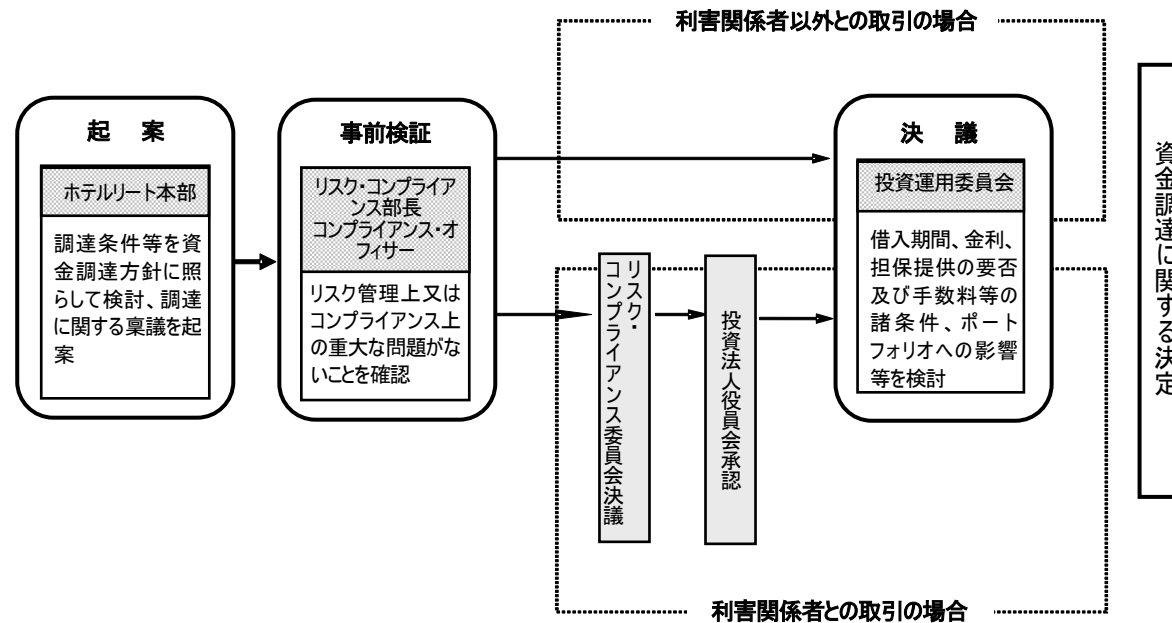 利害関係者以外との取引の場合
起　案
ホテルリート本部
調達条件等を資
金調達方針に照
らして検討、調達
に関する稟議を起
案
事前検証
リスク・コンプライア
ンス部長
コンプライアンス・オ
フィサー
リスク管理上又は
コンプライアンス上
の重大な問題がな
いことを確認
リスク・
コンプライアンス委員会決議
投資法人役員会承認
決　議
投資運用委員会
借入期間、金利、
担保提供の要否
及び手数料等の
諸条件、ポート
フォリオへの影響
等を検討
資金調達に関する決定
利害関係者との取引の場合